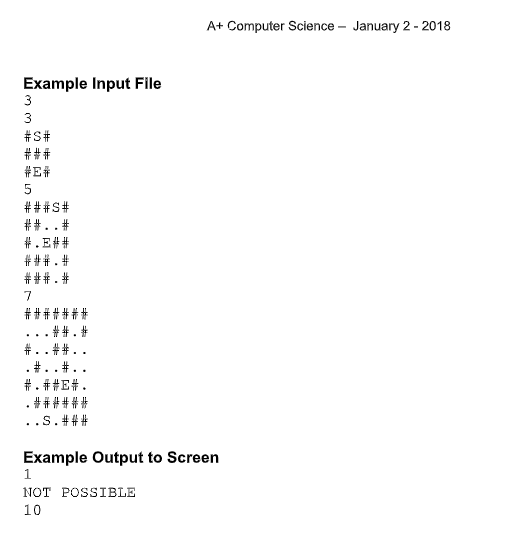 A+ Computer Science – January 2 - 2018
Example Input File
3
3
#S#
###
#E#
5
###S#
##..#
#.E##
###.#
###.#
7
#######
...##.#
#..##..
.#..#..
#.##E#.
.######
..S.###
Example Output to Screen
1
NOT POSSIBLE
10